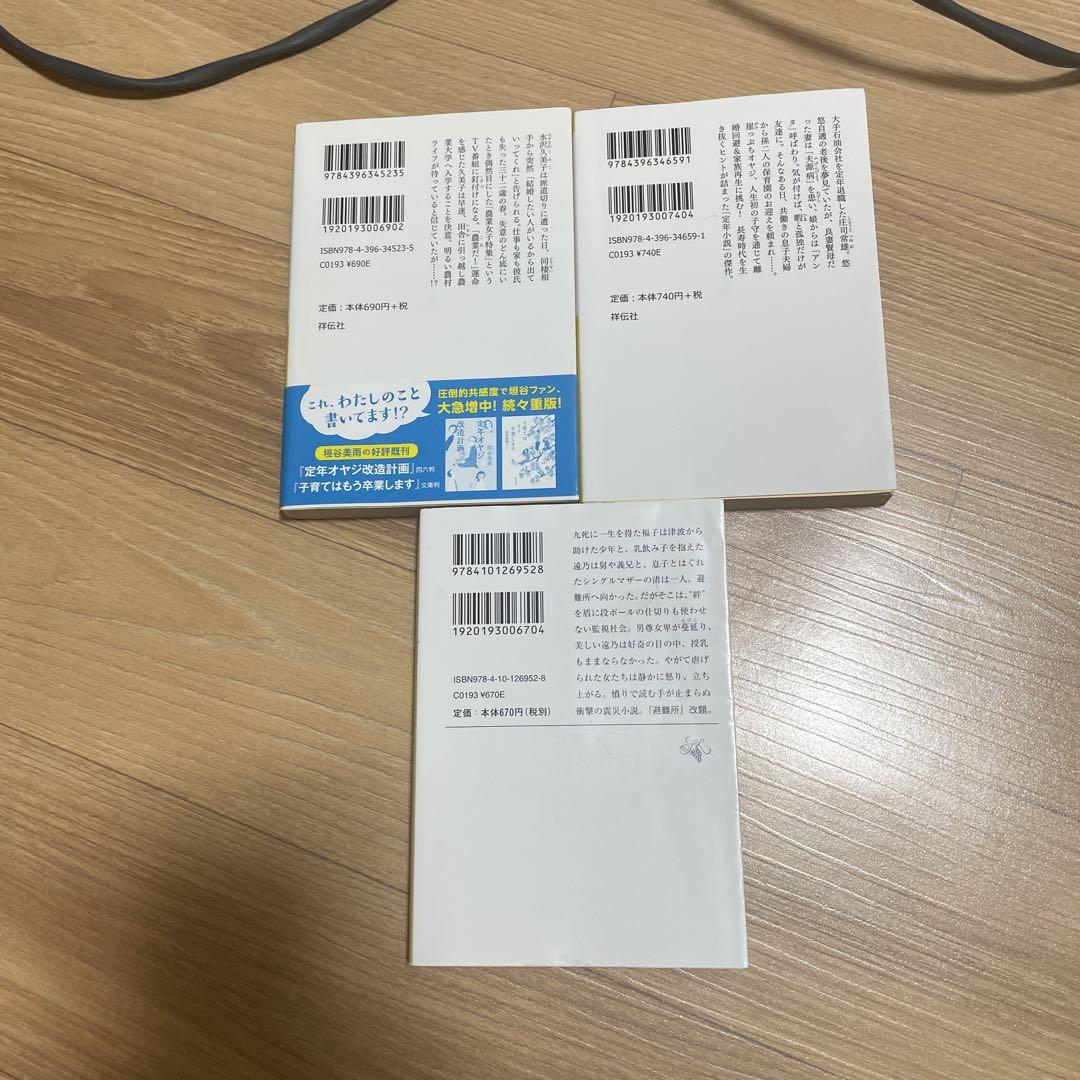 9784396345235
1920193006902
ISBN978-4-396-34523-5
C0193 ¥690E
定価：本体690円＋税
祥伝社
水沢久美子は派遣切りに遭った日、同棲相
手から突然「結婚したい人がいるから出て
いってくれ」と告げられる。仕事も家も彼氏
も失った三十二歳の春。失意のどん底にい
たとき偶然目にした「農業女子特集」という
TV番組に釘付けになる。「農業だ！」運命
を感じた久美子は早速、田舎に引っ越し農
業大学へ入学することを決意。明るい農村
ライフが待っていると信じていたが……!?
これ、わたしのこと
書いてます!?
垣谷美雨の好評既刊
『定年オヤジ改造計画』四六判
『子育てはもう卒業します』文庫判
圧倒的共感度で垣谷ファン、
大急増中！続々重版！
定年オヤジ
改造計画
垣谷美雨
子育ては
もう
卒業します
9784396346591
1920193007404
ISBN978-4-396-34659-1
C0193 ¥740E
定価：本体740円＋税
祥伝社
大手石油会社を定年退職した庄司常雄。悠
悠自適の老後を夢見ていたが、良妻賢母だ
った妻は「夫源病」を患い、娘からは「アン
タ」呼ばわり。気が付けば、暇と孤独だけが
友達に。そんなある日、共働きの息子夫婦
から孫二人の保育園のお迎えを頼まれ……。
崖っぷちオヤジ、人生初の子守を通じて離
婚回避＆家族再生に挑む！ 長寿時代を生
き抜くヒントが詰まった「定年小説」の傑作。
9784101269528
1920193006704
ISBN978-4-10-126952-8
C0193 ¥670E
定価：本体670円（税別）
九死に一生を得た福子は津波から
助けた少年と、乳飲み子を抱えた
遠乃は舅や義兄と、息子とはぐれ
たシングルマザーの渚は一人、避
難所へ向かった。だがそこは、“絆”
を盾に段ボールの仕切りも使わせ
ない監視社会。男尊女卑が蔓延り、
美しい遠乃は好奇の目の中、授乳
もままならなかった。やがて虐げ
られた女たちは静かに怒り、立ち
上がる。憤りで読む手が止まらぬ
衝撃の震災小説。『避難所』改題。